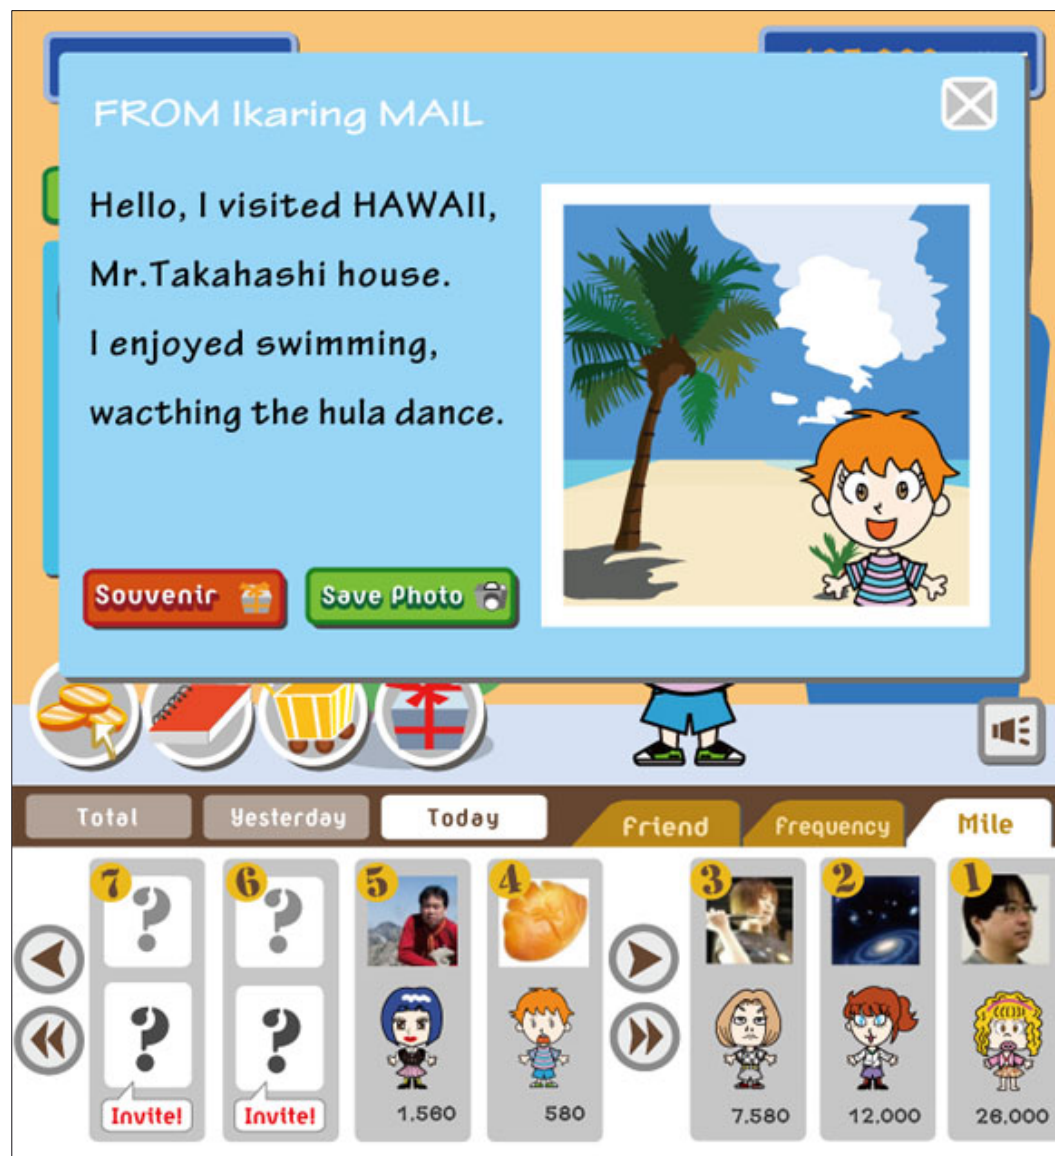 FROM Ikaring MAIL
Hello, I visited HAWAII,
Mr.Takahashi house.
I enjoyed swimming,
wacthing the hula dance.
Souvenir
Save Photo
Total
Yesterday
Today
Friend
Frequency
Mile
7
6
5
4
3
2
1
?
?
?
?
Invite!
Invite!
1.560
580
7.580
12.000
26.000